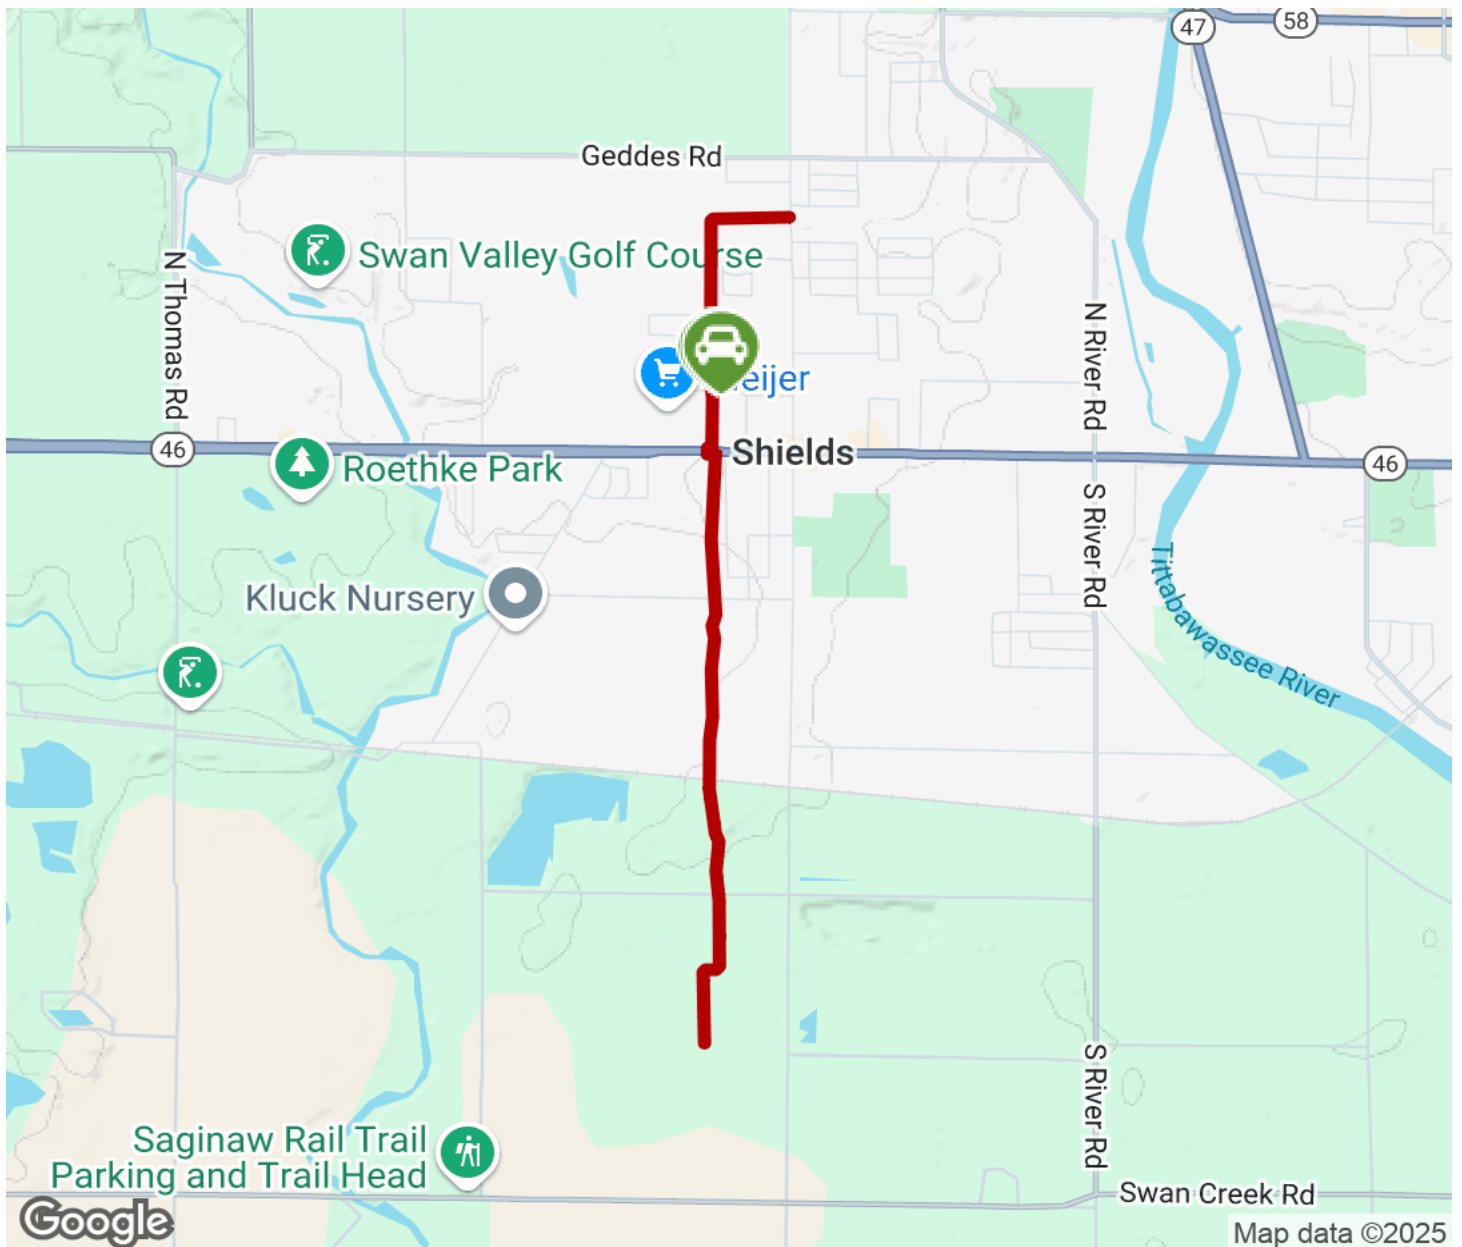 47
58
Geddes Rd
Swan Valley Golf Course
N Thomas Rd
N River Rd
eijer
46
Shields
46
Roethke Park
S River Rd
Kluck Nursery
Tittabawassee River
S River Rd
Saginaw Rail Trail
Parking and Trail Head
Swan Creek Rd
Google
Map data ©2025